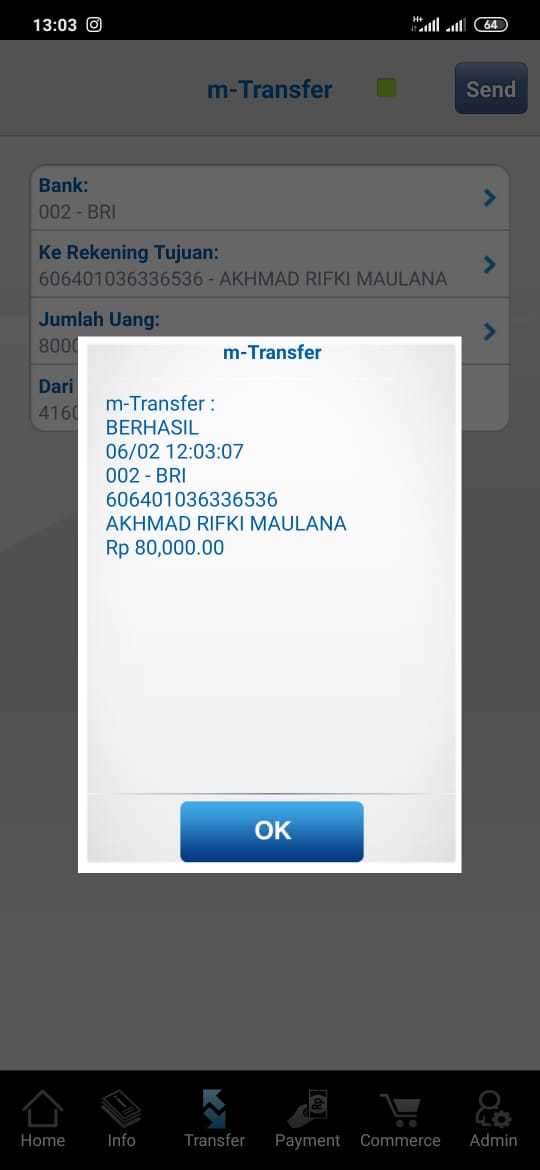 13:03
H+
64
m-Transfer
Send
Bank:
002 - BRI
Ke Rekening Tujuan:
606401036336536 - AKHMAD RIFKI MAULANA
Jumlah Uang:
8000
Dari
4160
m-Transfer
m-Transfer :
BERHASIL
06/02 12:03:07
002 - BRI
606401036336536
AKHMAD RIFKI MAULANA
Rp 80,000.00
OK
Rp
Home Info Transfer Payment Commerce Admin